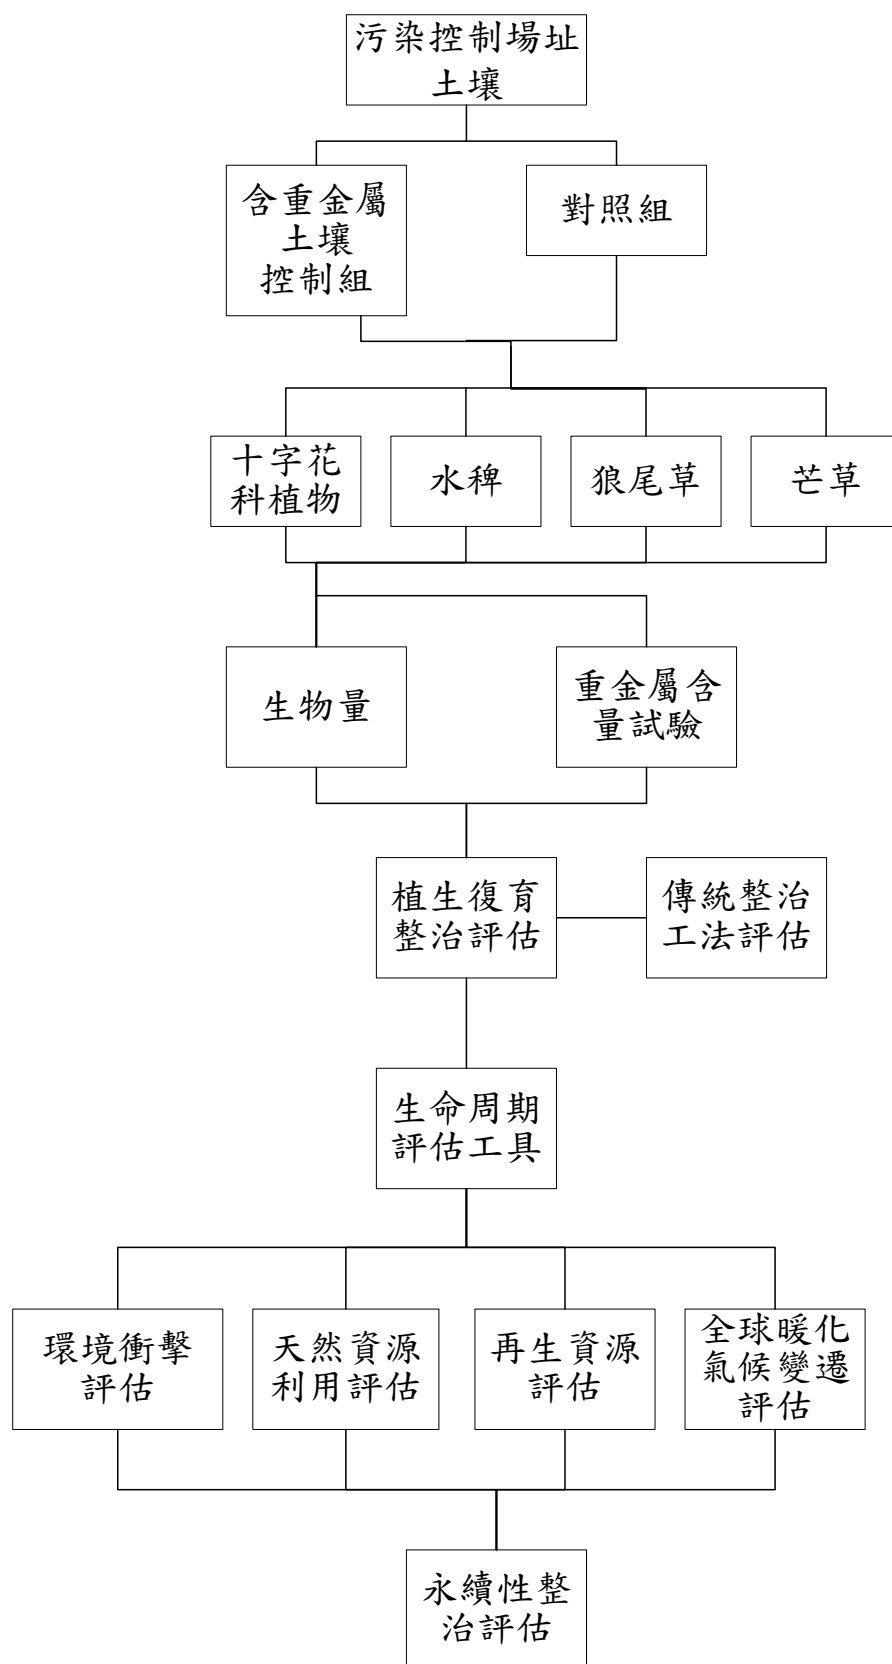 污染控制場址
土壤
含重金屬
土壤
控制組
對照組
十字花
科植物
水稗
狼尾草
芒草
生物量
重金屬含
量試驗
植生復育
整治評估
傳統整治
工法評估
生命周期
評估工具
環境衝擊
評估
天然資源
利用評估
再生資源
評估
全球暖化
氣候變遷
評估
永續性整
治評估